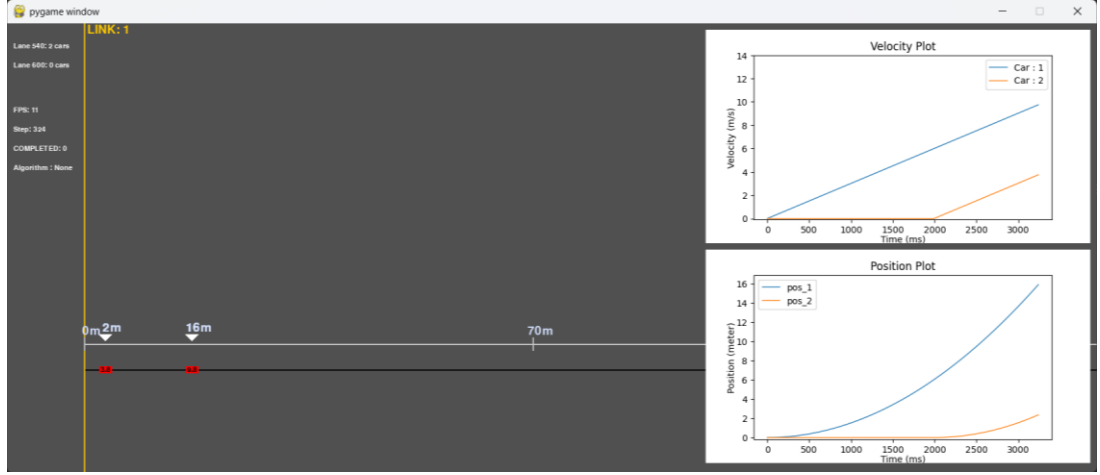 pygame window
LINK: 1
Lane 540: 2 cars
Lane 600: 0 cars
FPS: 11
Step: 324
COMPLETED: 0
Algorithm : None
0m
2m
16m
70m
Velocity Plot
Velocity (m/s)
14
12
10
8
6
4
2
0
Car : 1
Car : 2
0 500 1000 1500 2000 2500 3000
Time (ms)
Position Plot
Position (meter)
16
14
12
10
8
6
4
2
0
pos_1
pos_2
0 500 1000 1500 2000 2500 3000
Time (ms)